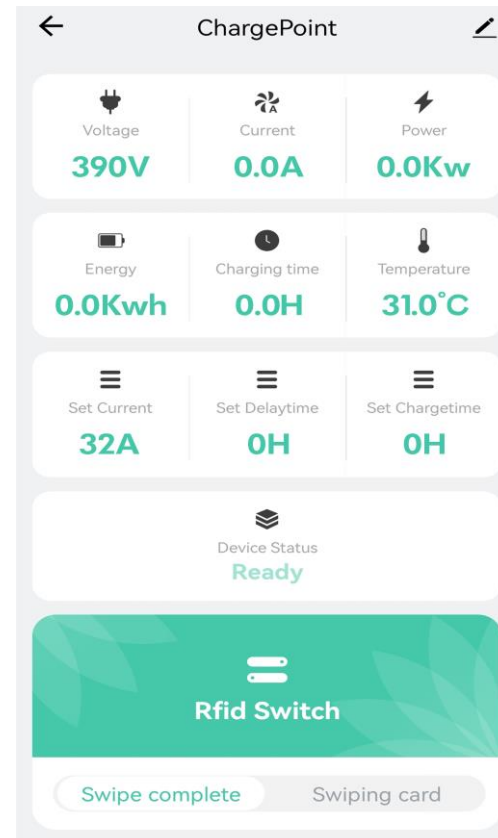 ChargePoint
Voltage Current Power
390V 0.0A 0.0Kw
Energy Charging time Temperature
0.0Kwh 0.0H 31.0°C
Set Current Set Delaytime Set Chargetime
32A 0H 0H
Device Status
Ready
Rfid Switch
Swipe complete Swiping card